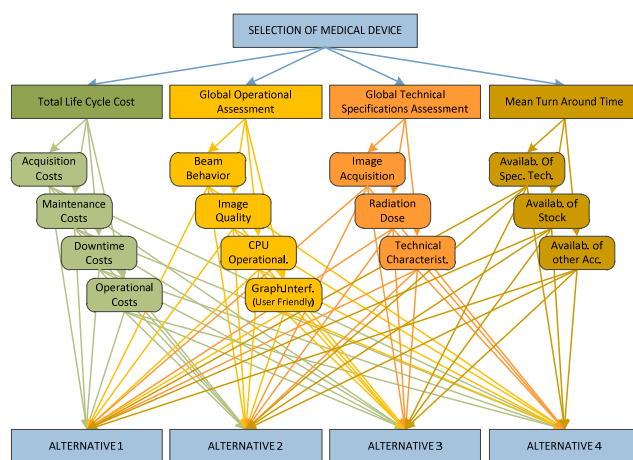 SELECTION OF MEDICAL DEVICE
Total Life Cycle Cost
Global Operational
Assessment
Global Technical
Specifications Assessment
Mean Turn Around Time
Acquisition
Costs
Maintenance
Costs
Downtime
Costs
Operational
Costs
Beam
Behavior
Image
Quality
CPU
Operational.
Graph.Interf.
(User Friendly)
Image
Acquisition
Radiation
Dose
Technical
Characterist.
Availab. Of
Spec. Tech.
Availab. of
Stock
Availab. of
other Acc.
ALTERNATIVE 1
ALTERNATIVE 2
ALTERNATIVE 3
ALTERNATIVE 4